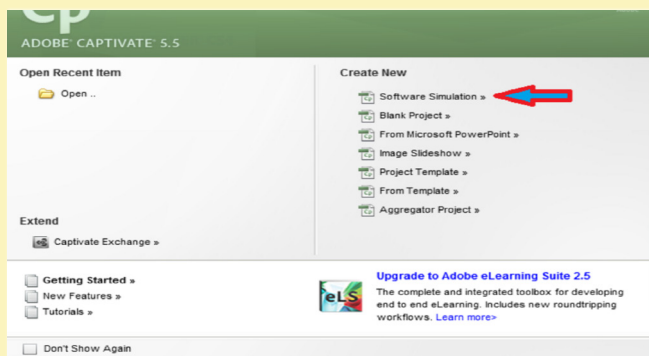 Cp
ADOBE® CAPTIVATE® 5.5
Open Recent Item
Open ..
Extend
Captivate Exchange »
Create New
Software Simulation »
Blank Project »
From Microsoft PowerPoint »
Image Slideshow »
Project Template »
From Template »
Aggregator Project »
Getting Started »
New Features »
Tutorials »
eLS
Upgrade to Adobe eLearning Suite 2.5
The complete and integrated toolbox for developing
end to end eLearning. Includes new roundtripping
workflows. Learn more>
Don't Show Again